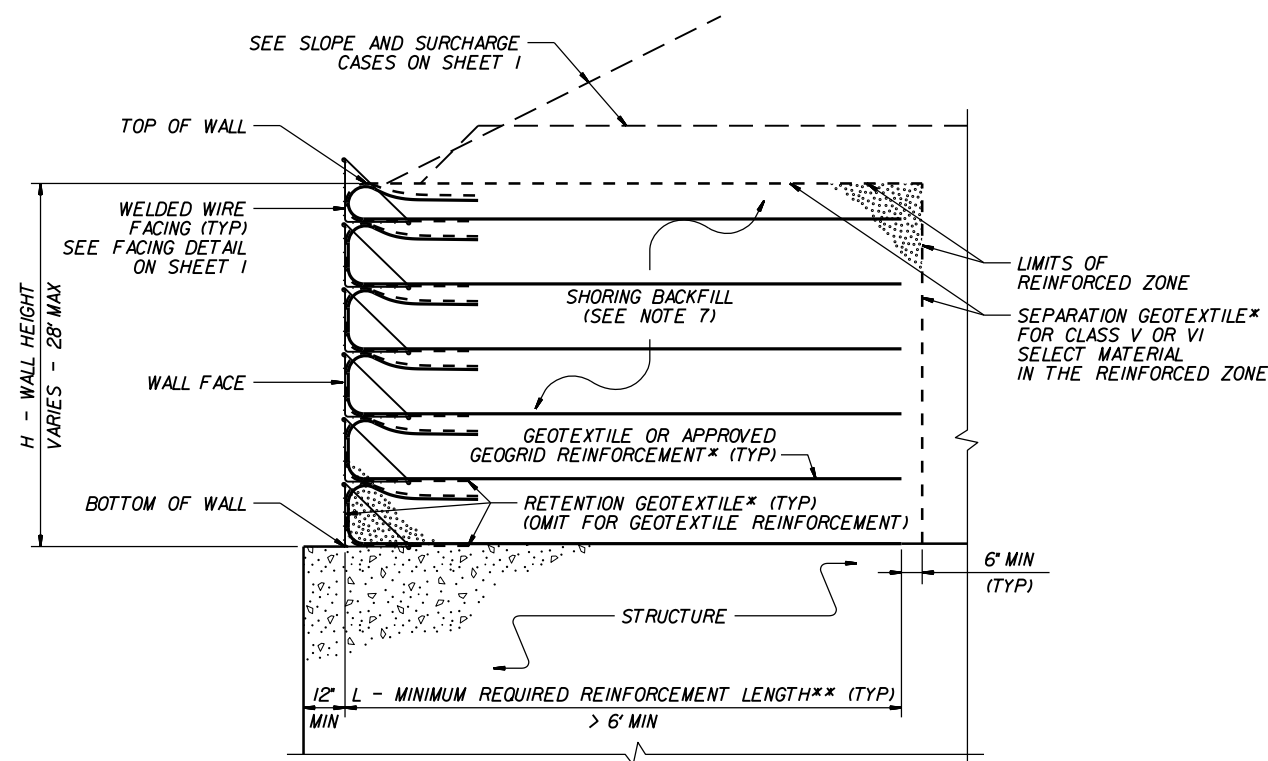 SEE SLOPE AND SURCHARGE
CASES ON SHEET 1
TOP OF WALL
WELDED WIRE
FACING (TYP)
SEE FACING DETAIL
ON SHEET 1
H - WALL HEIGHT
VARIES - 28' MAX
SHORING BACKFILL
(SEE NOTE 7)
LIMITS OF
REINFORCED ZONE
SEPARATION GEOTEXTILE*
FOR CLASS V OR VI
SELECT MATERIAL
IN THE REINFORCED ZONE
WALL FACE
GEOTEXTILE OR APPROVED
GEOGRID REINFORCEMENT* (TYP)
BOTTOM OF WALL
RETENTION GEOTEXTILE* (TYP)
(OMIT FOR GEOTEXTILE REINFORCEMENT)
6" MIN
(TYP)
STRUCTURE
12"
MIN
L - MINIMUM REQUIRED REINFORCEMENT LENGTH** (TYP)
> 6' MIN